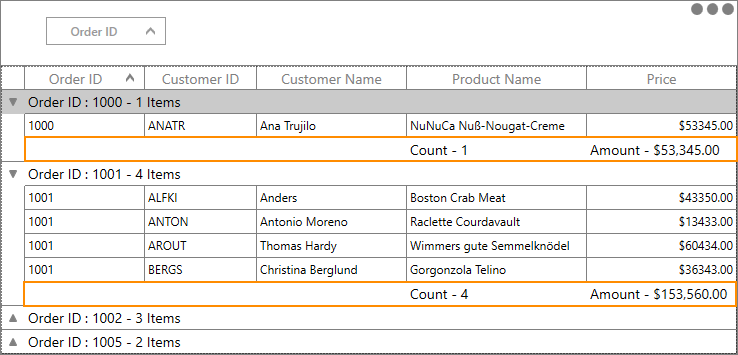 Order ID
Order ID Customer ID Customer Name Product Name Price
Order ID : 1000 - 1 Items
1000 ANATR Ana Trujilo NuNuCa Nuß-Nougat-Creme $53345.00
Count - 1 Amount - $53,345.00
Order ID : 1001 - 4 Items
1001 ALFKI Anders Boston Crab Meat $43350.00
1001 ANTON Antonio Moreno Raclette Courdavault $13433.00
1001 AROUT Thomas Hardy Wimmers gute Semmelknödel $60434.00
1001 BERGS Christina Berglund Gorgonzola Telino $36343.00
Count - 4 Amount - $153,560.00
Order ID : 1002 - 3 Items
Order ID : 1005 - 2 Items